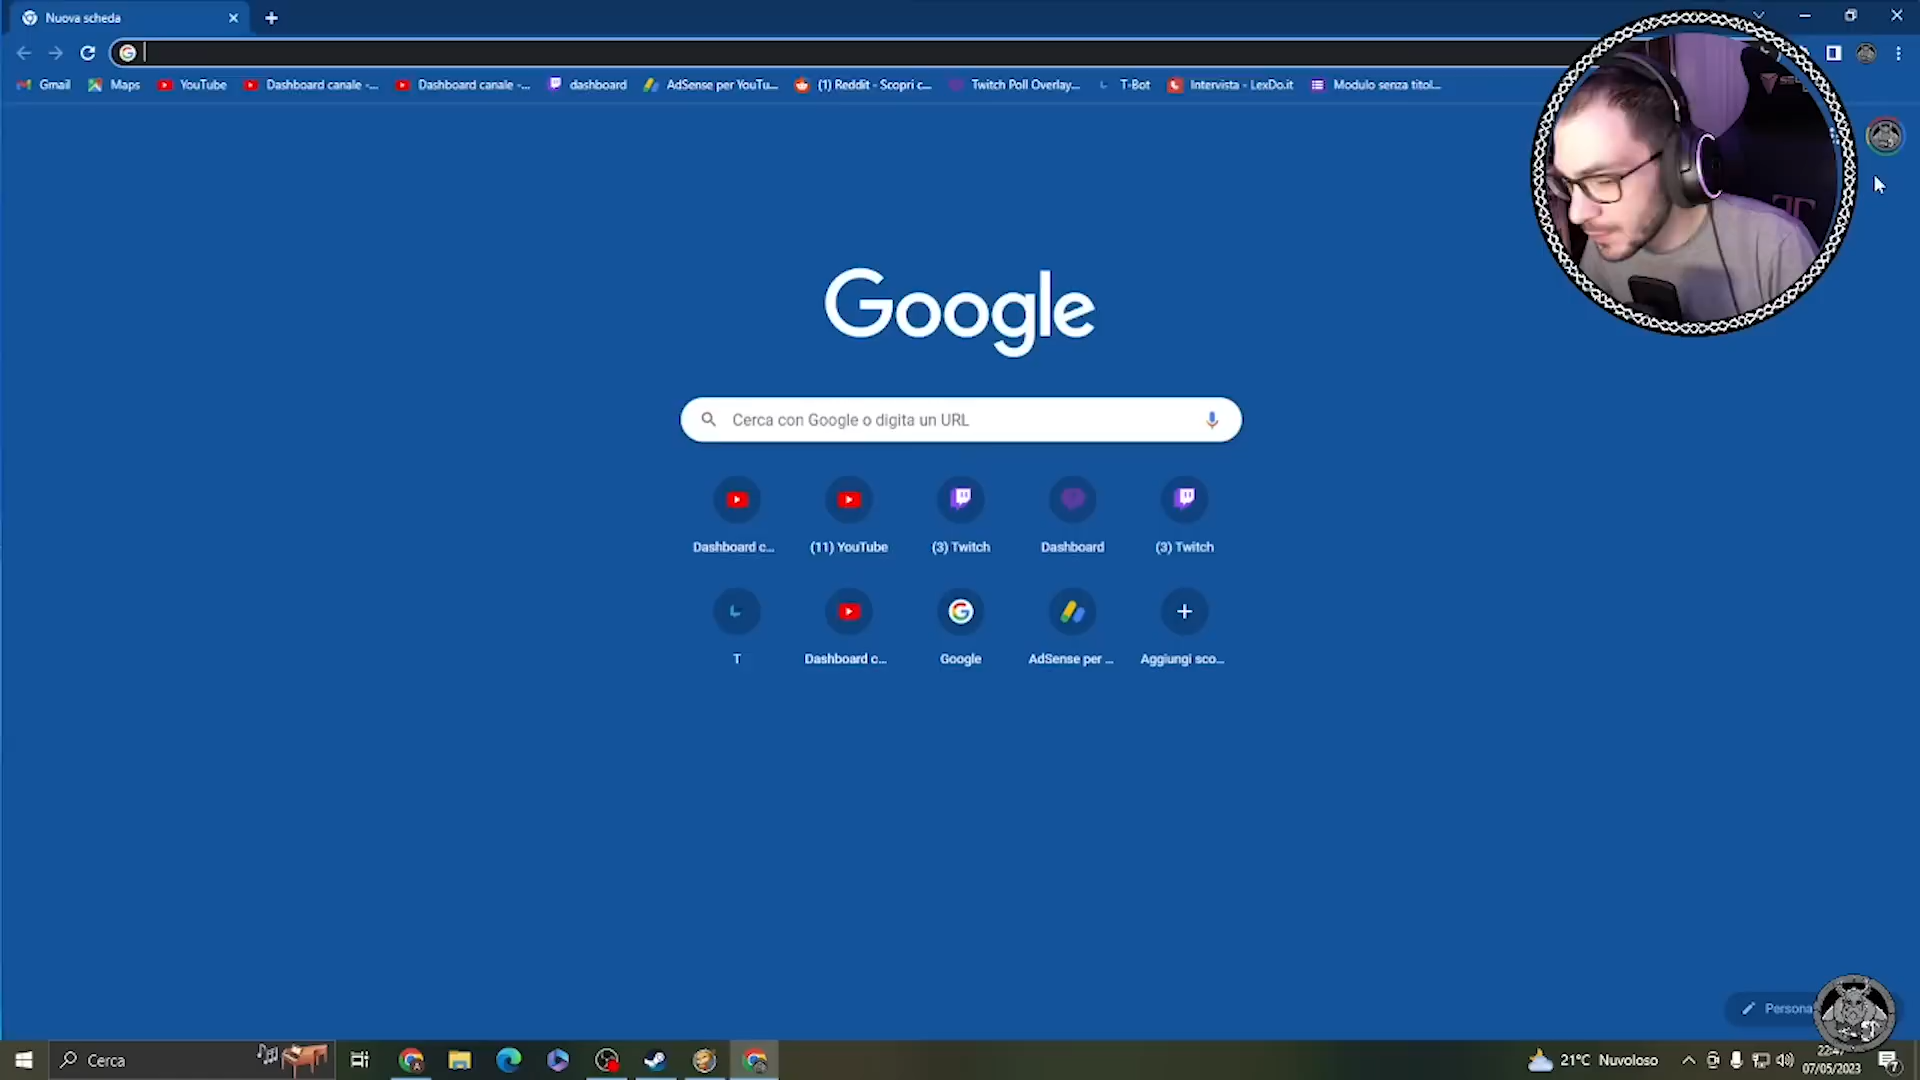 Nuova scheda
Gmail Maps YouTube Dashboard canale -... Dashboard canale -... dashboard AdSense per YouTu... (1) Reddit - Scopri c... Twitch Poll Overlay... T-Bot Intervista - LexDo.it Modulo senza titol...
Google
Cerca con Google o digita un URL
Dashboard c... (11) YouTube (3) Twitch Dashboard (3) Twitch
T Dashboard c... Google AdSense per ... Aggiungi sco...
Cerca
21°C Nuvoloso
07/05/2023